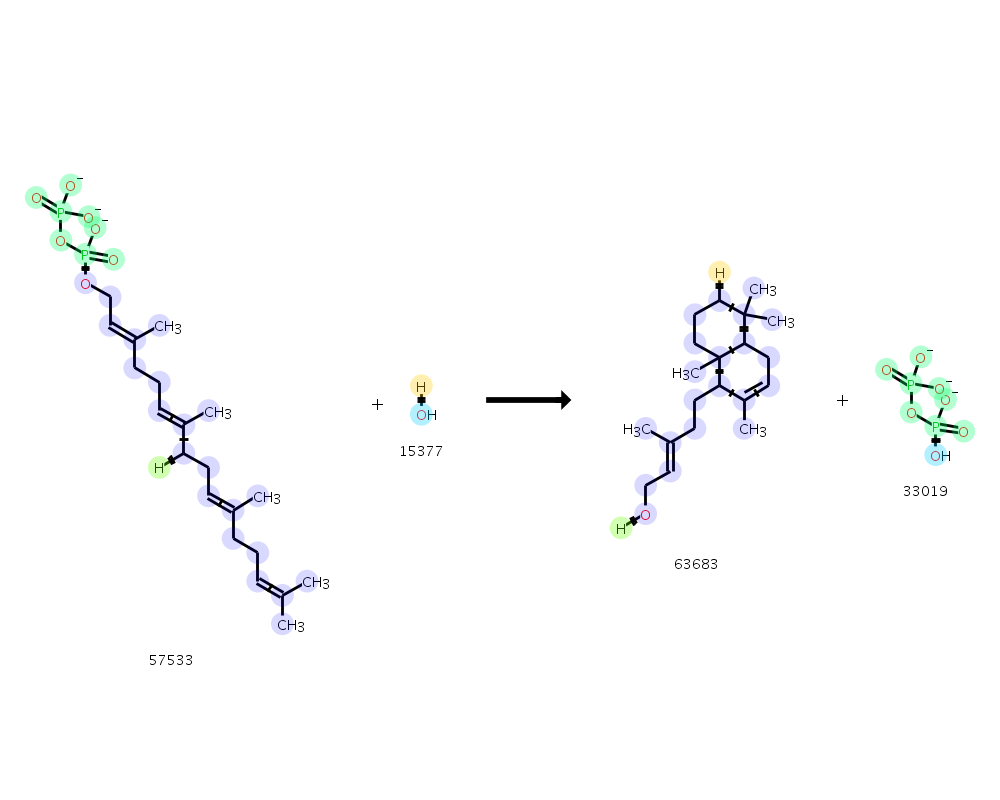 O⁻
O
P
O⁻
O⁻
O
P
O
O
CH3
CH3
H
CH3
CH3
CH3
57533
+
H
OH
15377
H
CH3
CH3
H3C
CH3
H3C
O
H
63683
+
O⁻
O
P
O⁻
O⁻
O
P
O
OH
33019